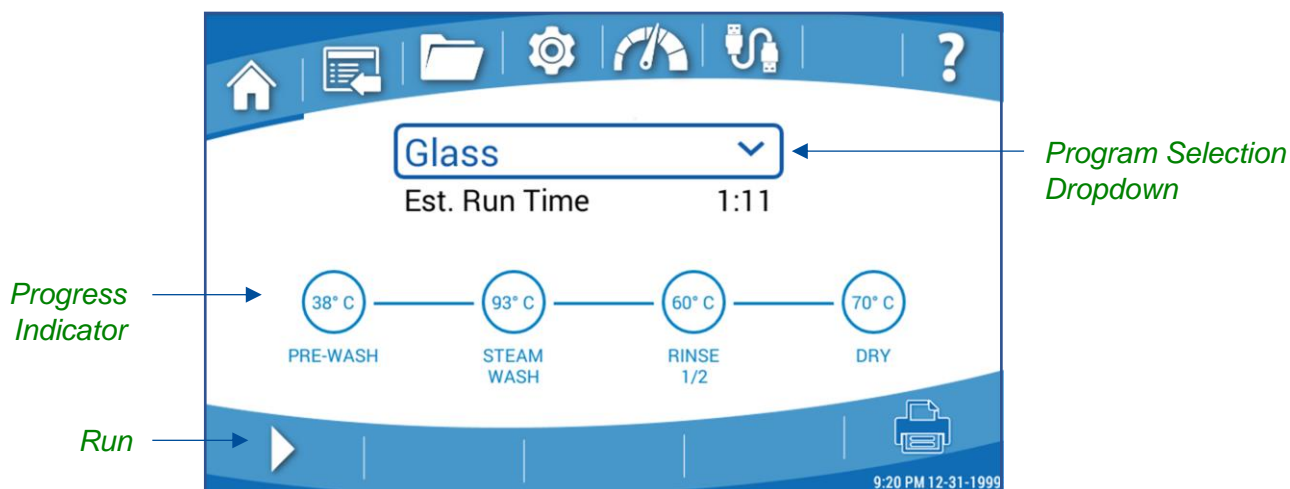 ?
Glass
Est. Run Time 1:11
Program Selection
Dropdown
Progress
Indicator
38° C
93° C
60° C
70° C
PRE-WASH
STEAM
WASH
RINSE
1/2
DRY
Run
9:20 PM 12-31-1999